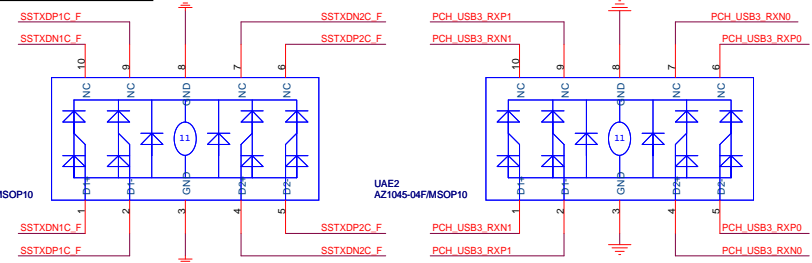 SSTXDP1C_F SSTXDN2C_F PCH_USB3_RXP1 PCH_USB3_RXN0
SSTXDN1C_F SSTXDP2C_F PCH_USB3_RXN1 PCH_USB3_RXP0
10 9 8 7 6 10 9 8 7 6
NC NC GND NC NC NC NC GND NC NC
11 11
UAE2
MSOP10 AZ1045-04F/MSOP10
D1+ D1- GND D2+ D2- D1+ D1- GND D2+ D2-
1 2 3 4 5 1 2 3 4 5
SSTXDN1C_F SSTXDP2C_F PCH_USB3_RXN1 PCH_USB3_RXP0
SSTXDP1C_F SSTXDN2C_F PCH_USB3_RXP1 PCH_USB3_RXN0